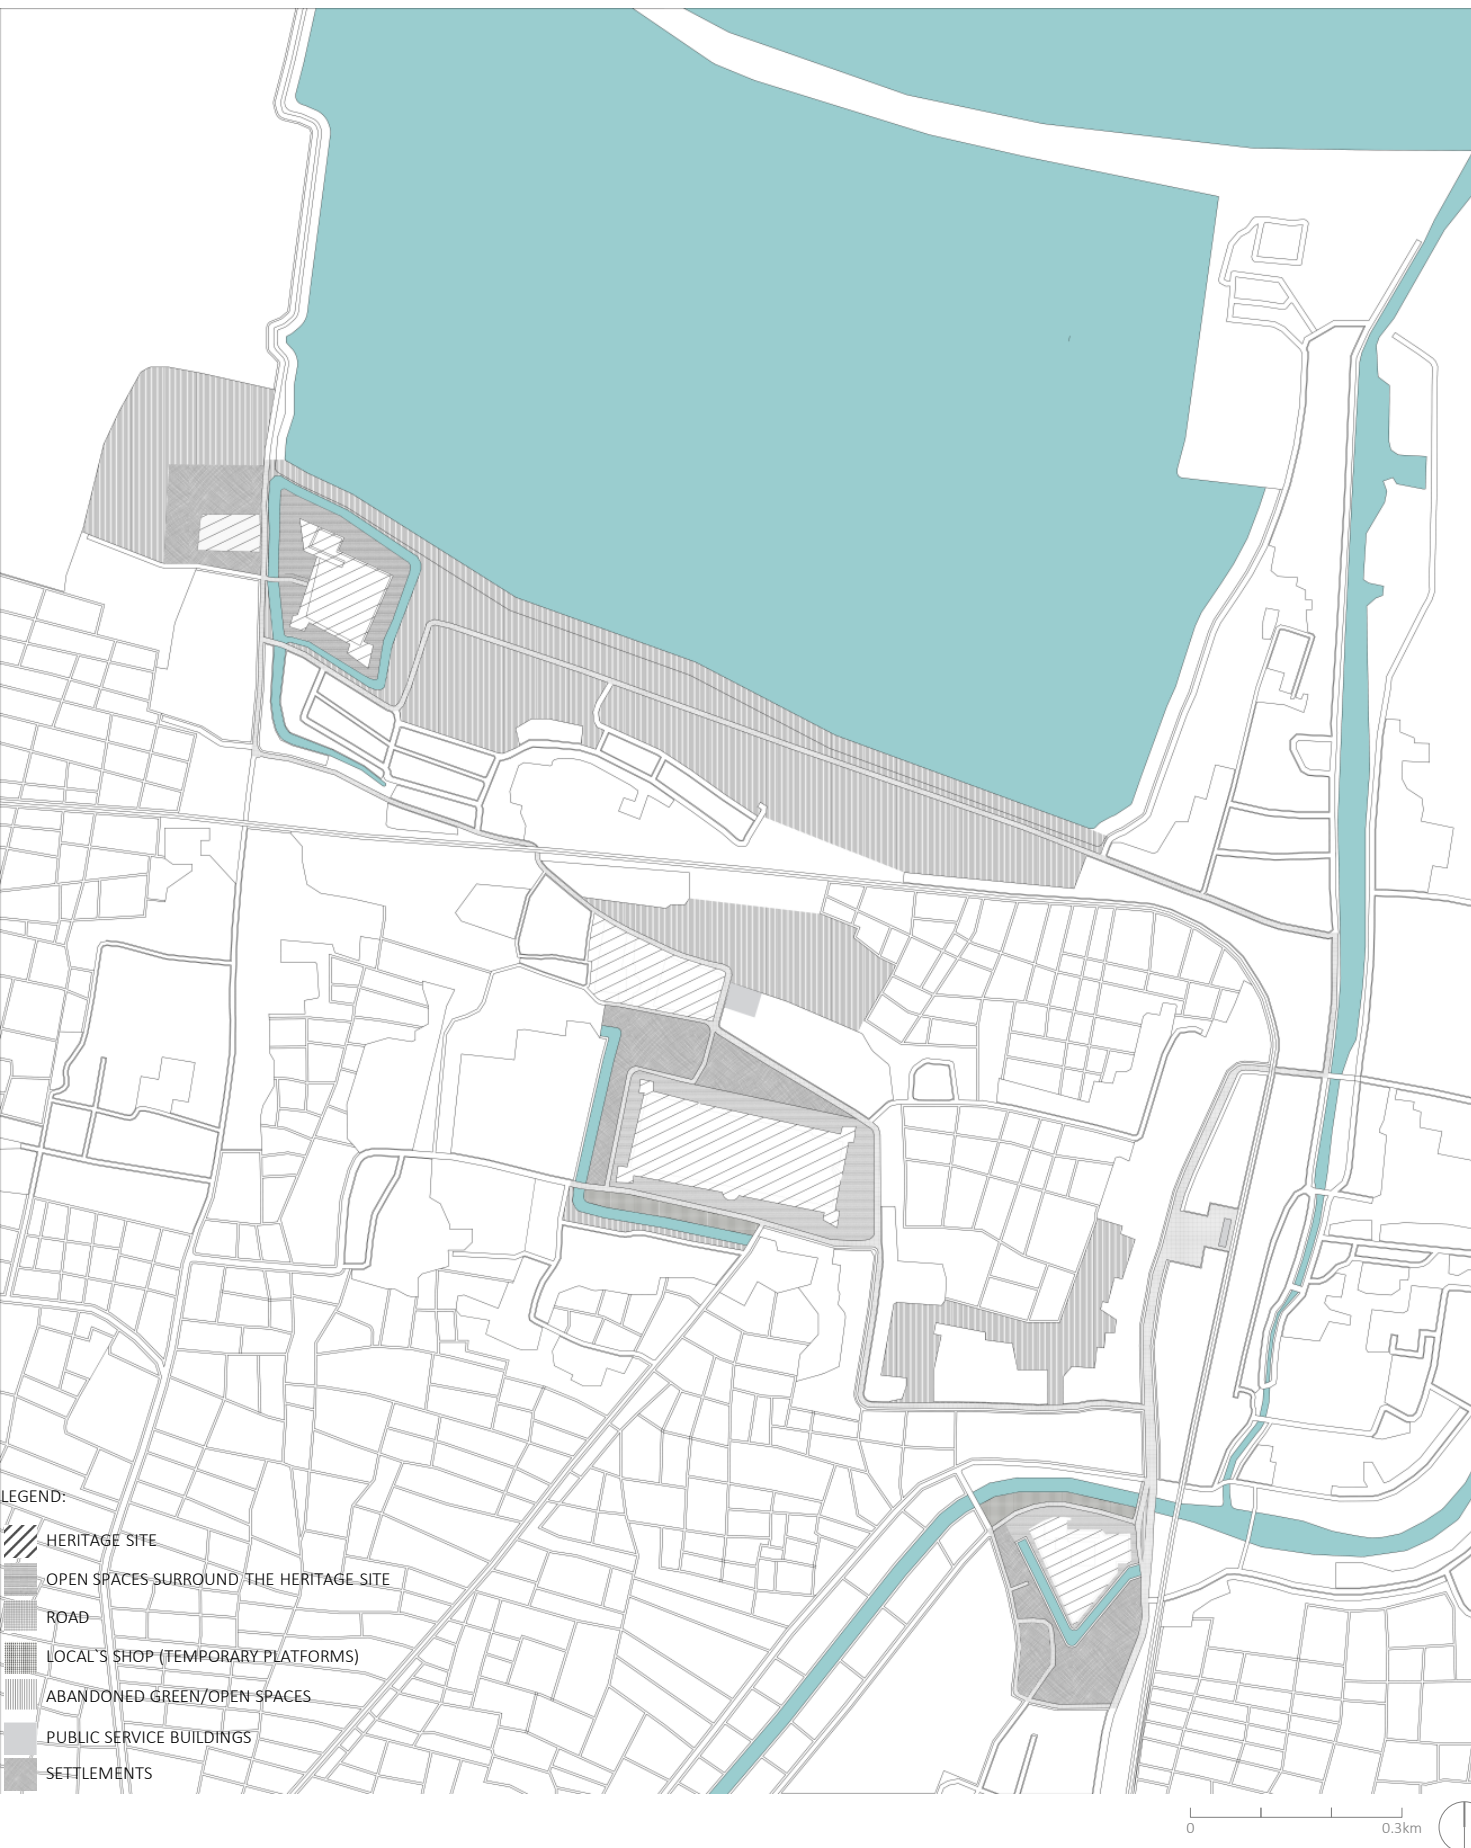 LEGEND:
HERITAGE SITE
OPEN SPACES SURROUND THE HERITAGE SITE
ROAD
LOCAL`S SHOP (TEMPORARY PLATFORMS)
ABANDONED GREEN/OPEN SPACES
PUBLIC SERVICE BUILDINGS
SETTLEMENTS
0 0.3km